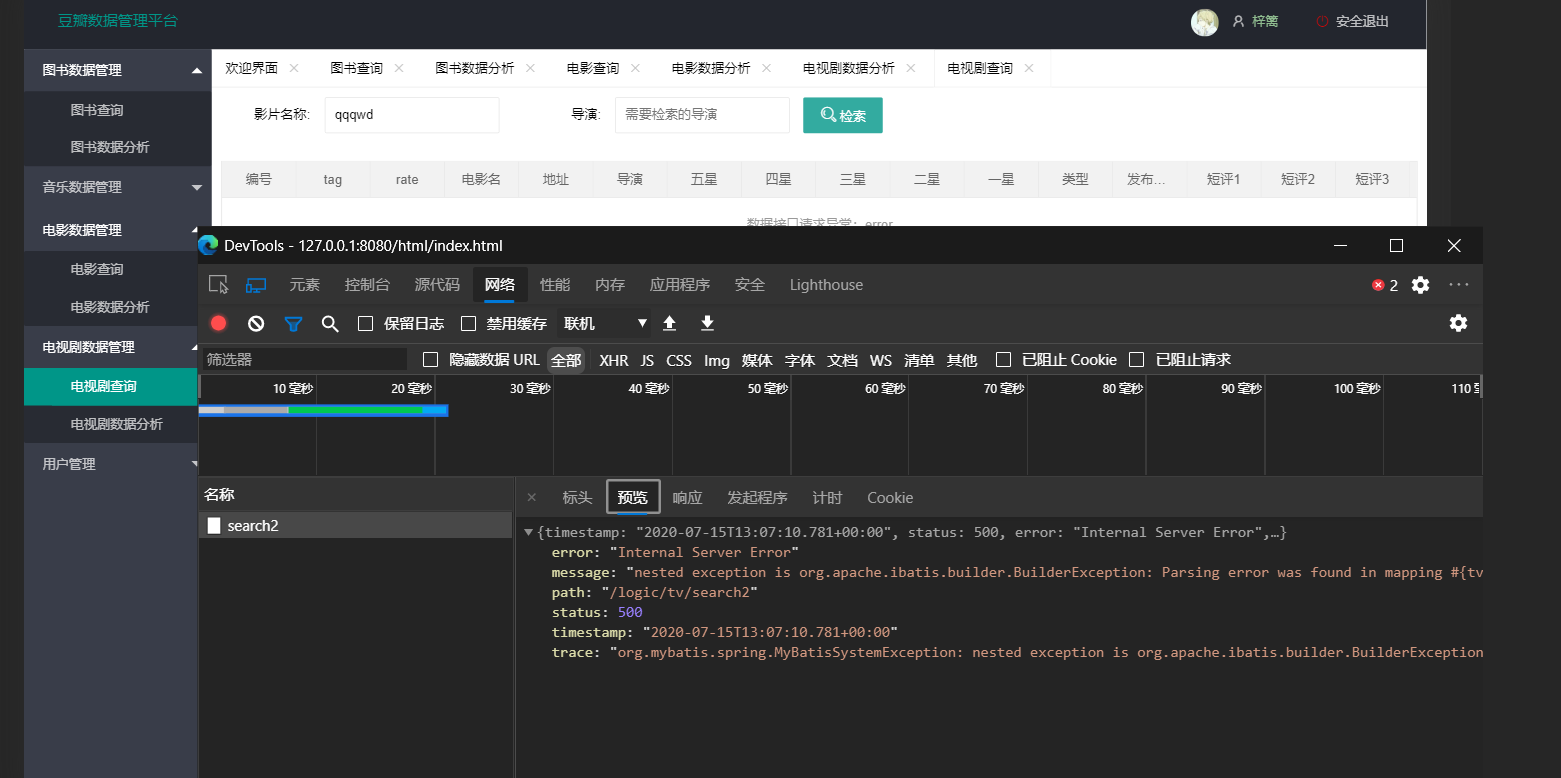 豆瓣数据管理平台
梓篱
安全退出
图书数据管理
图书查询
图书数据分析
音乐数据管理
电影数据管理
电影查询
电影数据分析
电视剧数据管理
电视剧查询
电视剧数据分析
用户管理
欢迎界面
图书查询
图书数据分析
电影查询
电影数据分析
电视剧数据分析
电视剧查询
影片名称: qqqwd
导演: 需要检索的导演
检索
编号 tag rate 电影名 地址 导演 五星 四星 三星 二星 一星 类型 发布... 短评1 短评2 短评3
数据接口请求异常：error
DevTools - 127.0.0.1:8080/html/index.html
元素 控制台 源代码 网络 性能 内存 应用程序 安全 Lighthouse 2
保留日志 禁用缓存 联机
筛选器 隐藏数据 URL 全部 XHR JS CSS Img 媒体 字体 文档 WS 清单 其他 已阻止 Cookie 已阻止请求
10 毫秒 20 毫秒 30 毫秒 40 毫秒 50 毫秒 60 毫秒 70 毫秒 80 毫秒 90 毫秒 100 毫秒 110
名称
search2
标头 预览 响应 发起程序 计时 Cookie
{timestamp: "2020-07-15T13:07:10.781+00:00", status: 500, error: "Internal Server Error",…}
error: "Internal Server Error"
message: "nested exception is org.apache.ibatis.builder.BuilderException: Parsing error was found in mapping #{tv
path: "/logic/tv/search2"
status: 500
timestamp: "2020-07-15T13:07:10.781+00:00"
trace: "org.mybatis.spring.MyBatisSystemException: nested exception is org.apache.ibatis.builder.BuilderException